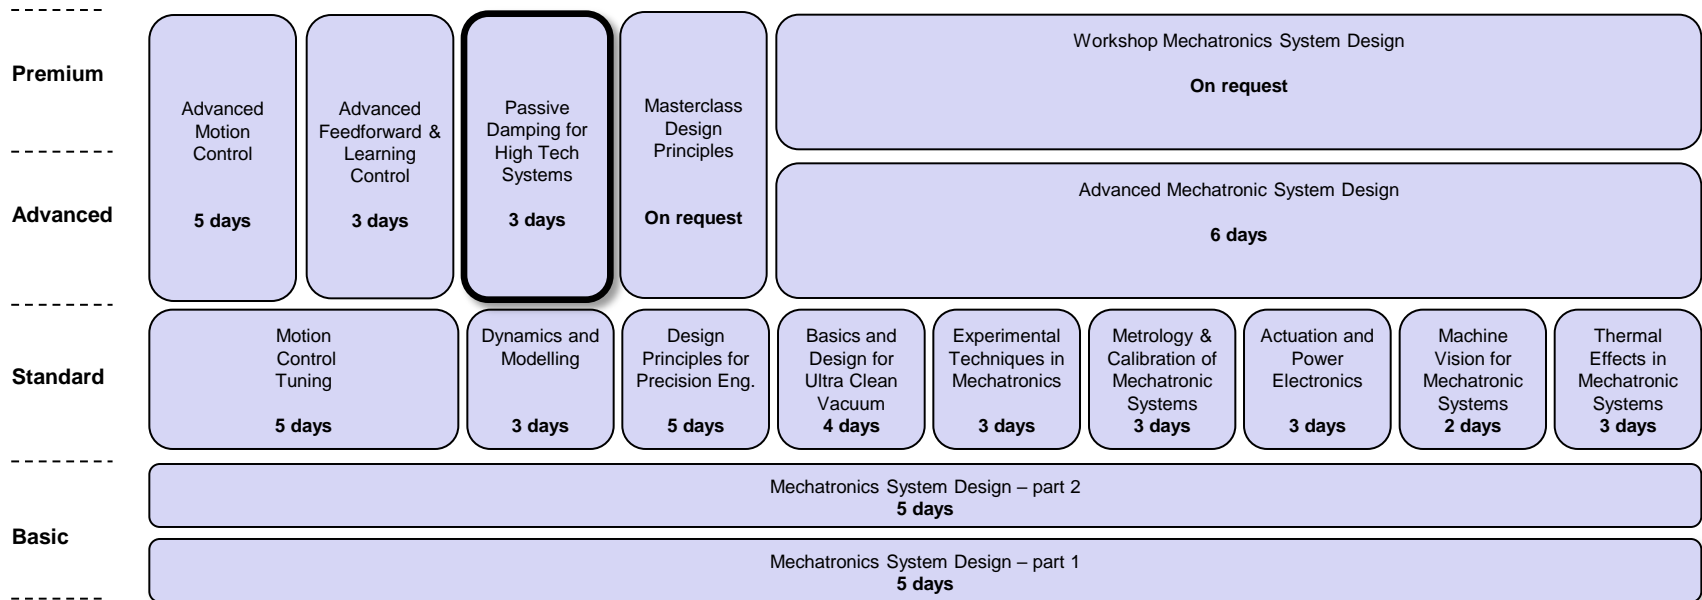 Premium
Advanced
Motion
Control
5 days
Advanced
Feedforward &
Learning
Control
3 days
Passive
Damping for
High Tech
Systems
3 days
Masterclass
Design
Principles
On request
Workshop Mechatronics System Design
On request
Advanced
Advanced Mechatronic System Design
6 days
Standard
Motion
Control
Tuning
5 days
Dynamics and
Modelling
3 days
Design
Principles for
Precision Eng.
5 days
Basics and
Design for
Ultra Clean
Vacuum
4 days
Experimental
Techniques in
Mechatronics
3 days
Metrology &
Calibration of
Mechatronic
Systems
3 days
Actuation and
Power
Electronics
3 days
Machine
Vision for
Mechatronic
Systems
2 days
Thermal
Effects in
Mechatronic
Systems
3 days
Basic
Mechatronics System Design – part 2
5 days
Mechatronics System Design – part 1
5 days